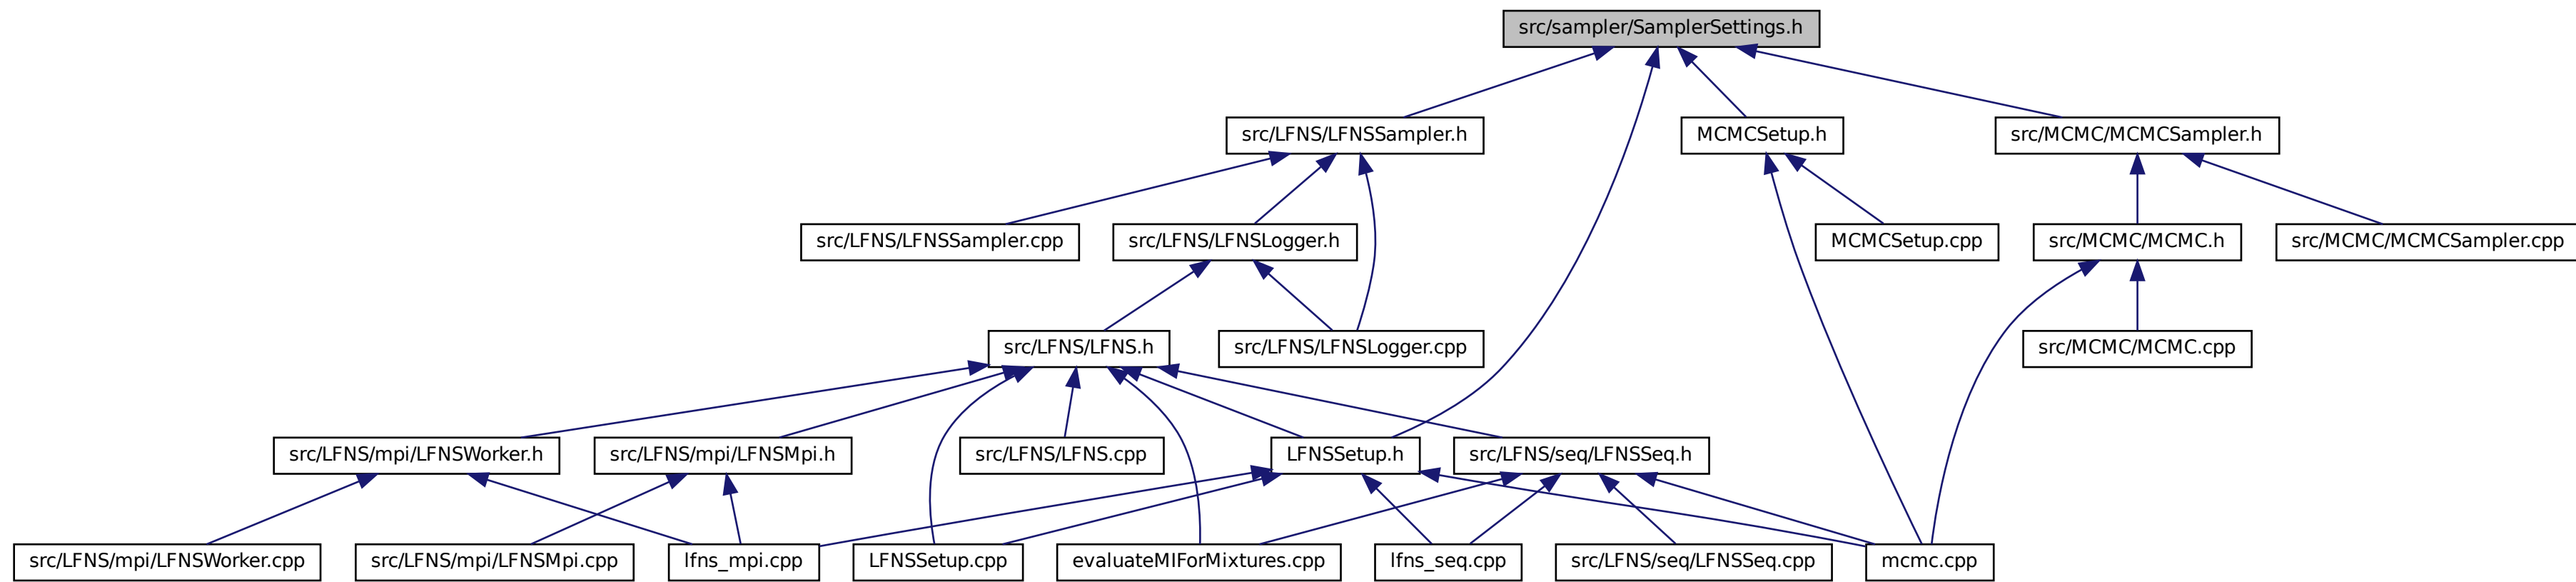 src/sampler/SamplerSettings.h
src/LFNS/LFNSSampler.h
MCMCSetup.h
src/MCMC/MCMCSampler.h
src/LFNS/LFNSSampler.cpp
src/LFNS/LFNSLogger.h
MCMCSetup.cpp
src/MCMC/MCMC.h
src/MCMC/MCMCSampler.cpp
src/LFNS/LFNS.h
src/LFNS/LFNSLogger.cpp
src/MCMC/MCMC.cpp
src/LFNS/mpi/LFNSWorker.h
src/LFNS/mpi/LFNSMpi.h
src/LFNS/LFNS.cpp
LFNSSetup.h
src/LFNS/seq/LFNSSeq.h
src/LFNS/mpi/LFNSWorker.cpp
src/LFNS/mpi/LFNSMpi.cpp
lfns_mpi.cpp
LFNSSetup.cpp
evaluateMIForMixtures.cpp
lfns_seq.cpp
src/LFNS/seq/LFNSSeq.cpp
mcmc.cpp